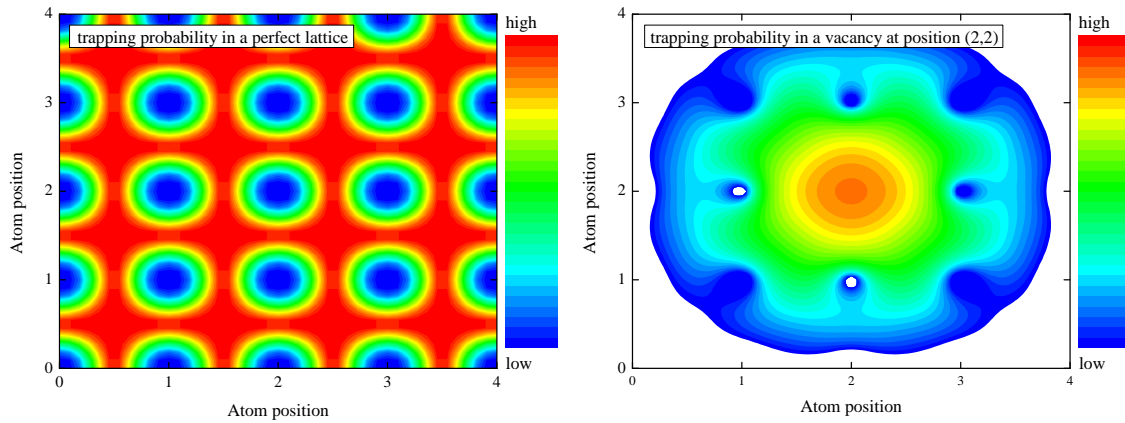 trapping probability in a perfect lattice
high
low
4
3
2
1
0
0
1
2
3
4
Atom position
Atom position
trapping probability in a vacancy at position (2,2)
high
low
4
3
2
1
0
0
1
2
3
4
Atom position
Atom position